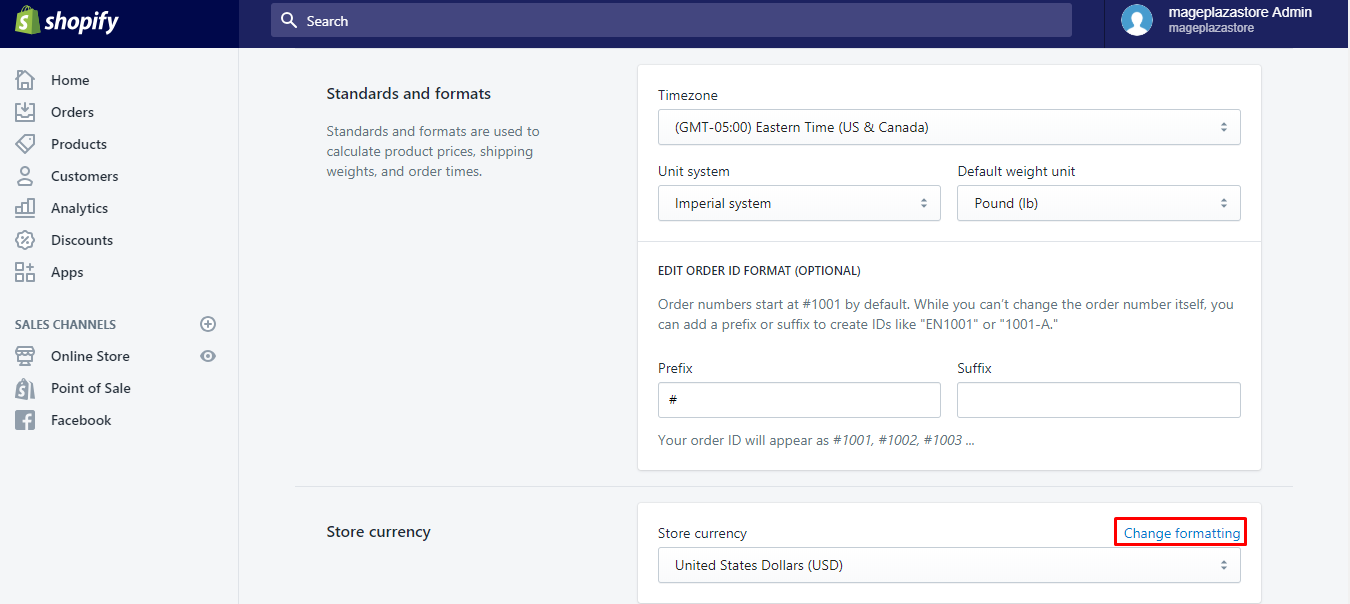 shopify
Search
mageplazastore Admin
mageplazastore
Home
Orders
Products
Customers
Analytics
Discounts
Apps
SALES CHANNELS
Online Store
Point of Sale
Facebook
Standards and formats
Standards and formats are used to
calculate product prices, shipping
weights, and order times.
Timezone
(GMT-05:00) Eastern Time (US & Canada)
Unit system
Default weight unit
Imperial system
Pound (lb)
EDIT ORDER ID FORMAT (OPTIONAL)
Order numbers start at #1001 by default. While you can’t change the order number itself, you
can add a prefix or suffix to create IDs like "EN1001" or "1001-A."
Prefix
Suffix
#
Your order ID will appear as #1001, #1002, #1003 ...
Store currency
Store currency
Change formatting
United States Dollars (USD)